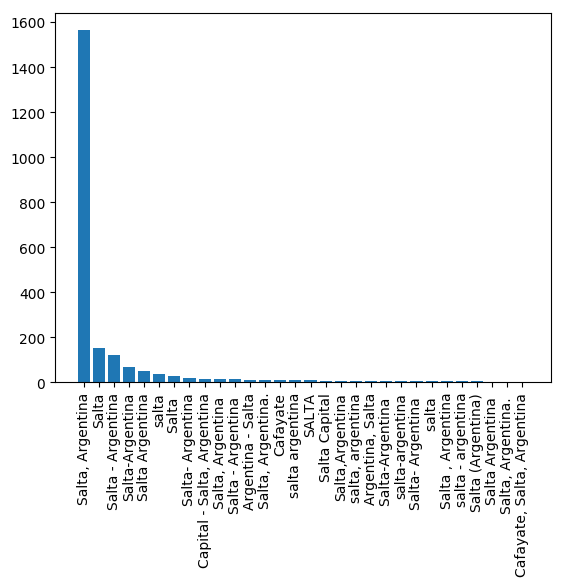 1600
1400
1200
1000
800
600
400
200
0
Salta, Argentina
Salta
Salta - Argentina
Salta-Argentina
Salta Argentina
salta
Salta
Salta- Argentina
Capital - Salta, Argentina
Salta, Argentina
Salta - Argentina
Argentina - Salta
Salta, Argentina.
Cafayate
salta argentina
SALTA
Salta Capital
Salta,Argentina
salta, argentina
Argentina, Salta
Salta-Argentina
salta-argentina
Salta- Argentina
salta
Salta , Argentina
salta - argentina
Salta (Argentina)
Salta Argentina
Salta, Argentina.
Cafayate, Salta, Argentina